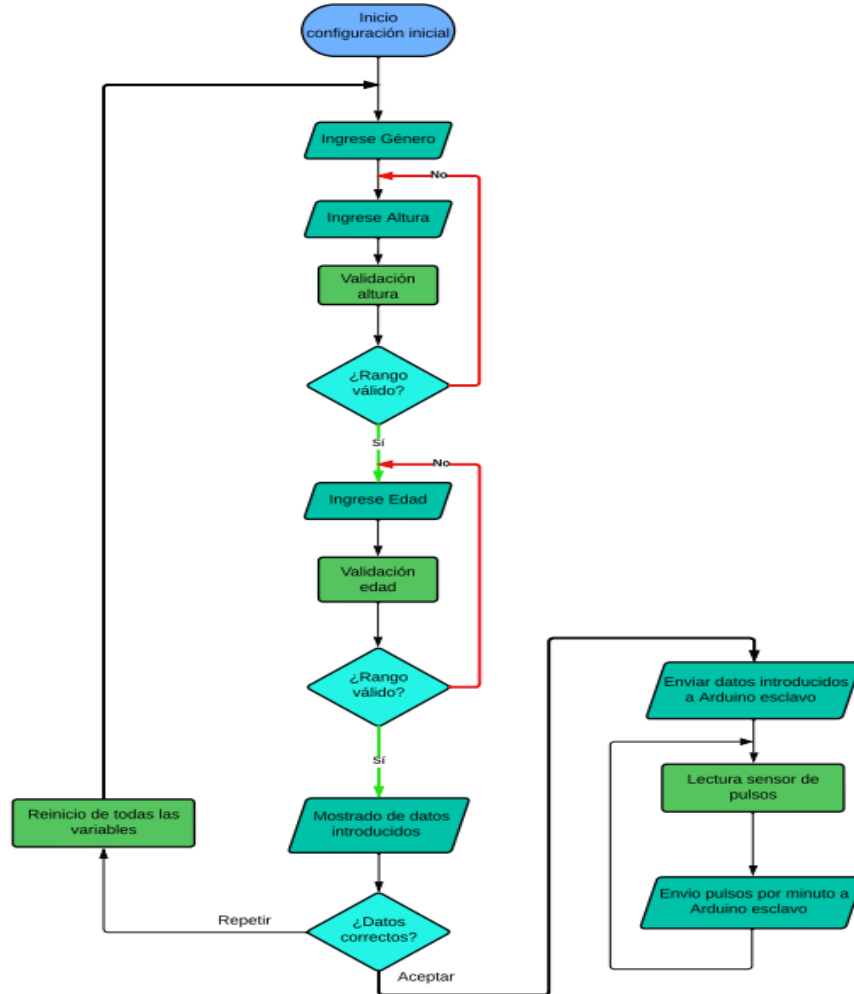 Inicio
configuración inicial
Ingrese Género
No
Ingrese Altura
Validación
altura
¿Rango
válido?
Sí
No
Ingrese Edad
Validación
edad
¿Rango
válido?
Sí
Mostrado de datos
introducidos
¿Datos
correctos?
Repetir
Reinicio de todas las
variables
Aceptar
Enviar datos introducidos
a Arduino esclavo
Lectura sensor de
pulsos
Envio pulsos por minuto a
Arduino esclavo